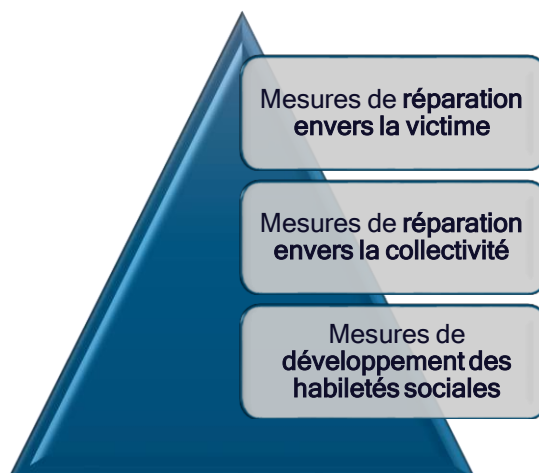 Mesures de réparation
envers la victime
Mesures de réparation
envers la collectivité
Mesures de
développement des
habiletés sociales